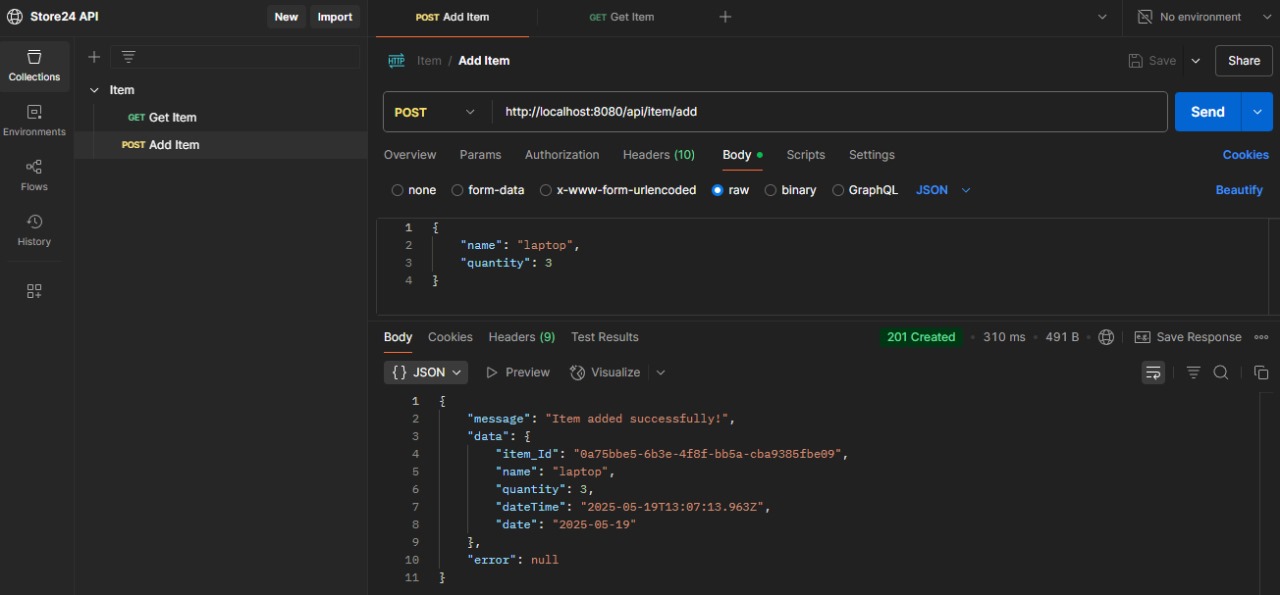 Store24 API New Import
POST Add Item GET Get Item No environment
Collections
Environments
Flows
History
Item
GET Get Item
POST Add Item
HTTP Item / Add Item Save Share
POST http://localhost:8080/api/item/add Send
Overview Params Authorization Headers (10) Body Scripts Settings Cookies
none form-data x-www-form-urlencoded raw binary GraphQL JSON Beautify
1 {
2 "name": "laptop",
3 "quantity": 3
4 }
Body Cookies Headers (9) Test Results 201 Created 310 ms 491 B Save Response
{} JSON Preview Visualize
1 {
2 "message": "Item added successfully!",
3 "data": {
4 "item_Id": "0a75bbe5-6b3e-4f8f-bb5a-cba9385fbe09",
5 "name": "laptop",
6 "quantity": 3,
7 "dateTime": "2025-05-19T13:07:13.963Z",
8 "date": "2025-05-19"
9 },
10 "error": null
11 }